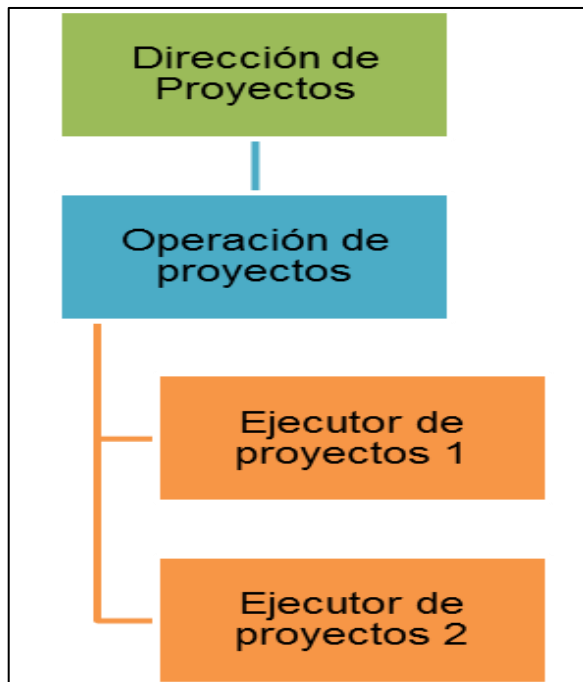 Dirección de
Proyectos
Operación de
proyectos
Ejecutor de
proyectos 1
Ejecutor de
proyectos 2